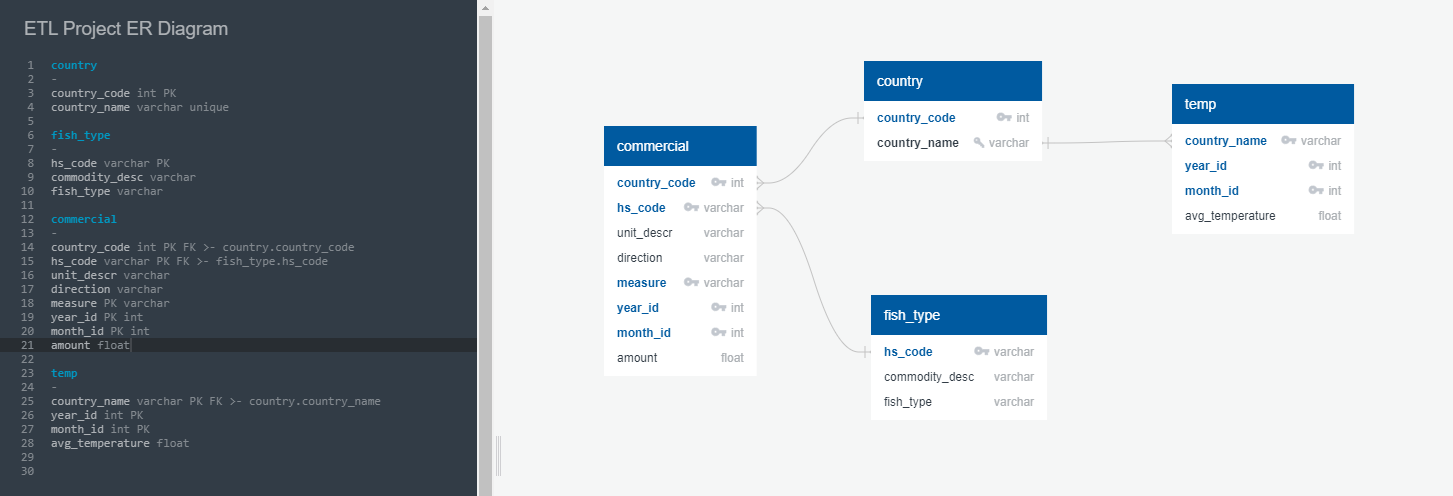 ETL Project ER Diagram
1 country
2 -
3 country_code int PK
4 country_name varchar unique
5
6 fish_type
7 -
8 hs_code varchar PK
9 commodity_desc varchar
10 fish_type varchar
11
12 commercial
13 -
14 country_code int PK FK >- country.country_code
15 hs_code varchar PK FK >- fish_type.hs_code
16 unit_descr varchar
17 direction varchar
18 measure PK varchar
19 year_id PK int
20 month_id PK int
21 amount float
22
23 temp
24 -
25 country_name varchar PK FK >- country.country_name
26 year_id int PK
27 month_id int PK
28 avg_temperature float
29
30
commercial
country_code int
hs_code varchar
unit_descr varchar
direction varchar
measure varchar
year_id int
month_id int
amount float
country
country_code int
country_name varchar
fish_type
hs_code varchar
commodity_desc varchar
fish_type varchar
temp
country_name varchar
year_id int
month_id int
avg_temperature float